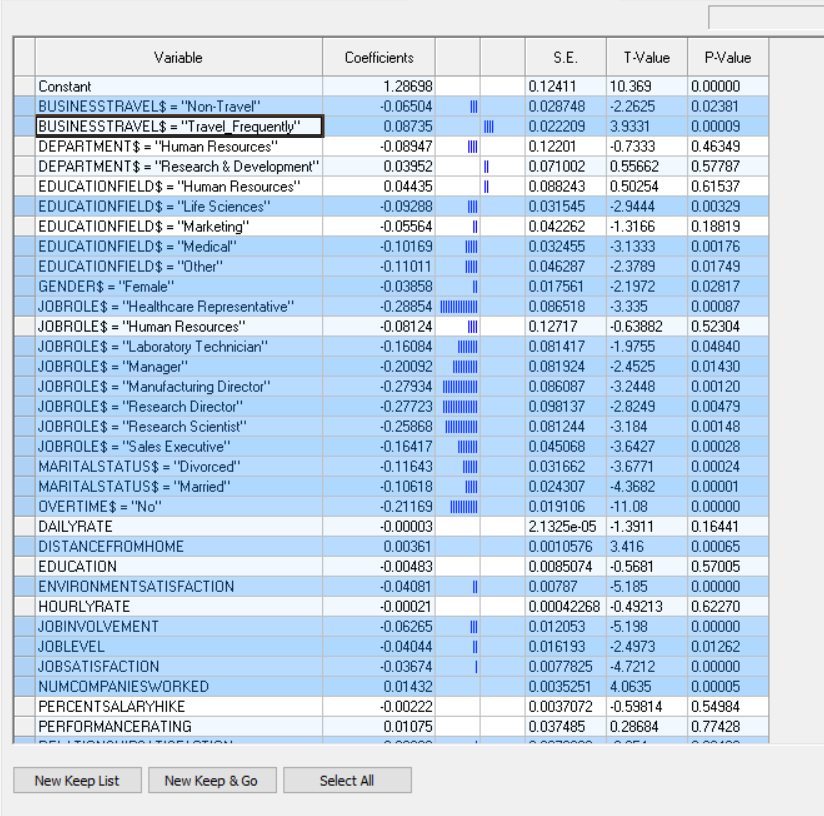 Variable Coefficients S.E. T-Value P-Value
Constant 1.28698 0.12411 10.369 0.00000
BUSINESSTRAVEL$ = "Non-Travel" -0.06504 0.028748 -2.2625 0.02381
BUSINESSTRAVEL$ = "Travel_Frequently" 0.08735 0.022209 3.9331 0.00009
DEPARTMENT$ = "Human Resources" -0.08947 0.12201 -0.7333 0.46349
DEPARTMENT$ = "Research & Development" 0.03952 0.071002 0.55662 0.57787
EDUCATIONFIELD$ = "Human Resources" 0.04435 0.088243 0.50254 0.61537
EDUCATIONFIELD$ = "Life Sciences" -0.09288 0.031545 -2.9444 0.00329
EDUCATIONFIELD$ = "Marketing" -0.05564 0.042262 -1.3166 0.18819
EDUCATIONFIELD$ = "Medical" -0.10169 0.032455 -3.1333 0.00176
EDUCATIONFIELD$ = "Other" -0.11011 0.046287 -2.3789 0.01749
GENDER$ = "Female" -0.03858 0.017561 -2.1972 0.02817
JOBROLE$ = "Healthcare Representative" -0.28854 0.086518 -3.335 0.00087
JOBROLE$ = "Human Resources" -0.08124 0.12717 -0.63882 0.52304
JOBROLE$ = "Laboratory Technician" -0.16084 0.081417 -1.9755 0.04840
JOBROLE$ = "Manager" -0.20092 0.081924 -2.4525 0.01430
JOBROLE$ = "Manufacturing Director" -0.27934 0.086087 -3.2448 0.00120
JOBROLE$ = "Research Director" -0.27723 0.098137 -2.8249 0.00479
JOBROLE$ = "Research Scientist" -0.25868 0.081244 -3.184 0.00148
JOBROLE$ = "Sales Executive" -0.16417 0.045068 -3.6427 0.00028
MARITALSTATUS$ = "Divorced" -0.11643 0.031662 -3.6771 0.00024
MARITALSTATUS$ = "Married" -0.10618 0.024307 -4.3682 0.00001
OVERTIME$ = "No" -0.21169 0.019106 -11.08 0.00000
DAILYRATE -0.00003 2.1325e-05 -1.3911 0.16441
DISTANCEFROMHOME 0.00361 0.0010576 3.416 0.00065
EDUCATION -0.00483 0.0085074 -0.5681 0.57005
ENVIRONMENTSATISFACTION -0.04081 0.00787 -5.185 0.00000
HOURLYRATE -0.00021 0.00042268 -0.49213 0.62270
JOBINVOLVEMENT -0.06265 0.012053 -5.198 0.00000
JOBLEVEL -0.04044 0.016193 -2.4973 0.01262
JOBSATISFACTION -0.03674 0.0077825 -4.7212 0.00000
NUMCOMPANIESWORKED 0.01432 0.0035251 4.0635 0.00005
PERCENTSALARYHIKE -0.00222 0.0037072 -0.59814 0.54984
PERFORMANCERATING 0.01075 0.037485 0.28684 0.77428
New Keep List New Keep & Go Select All